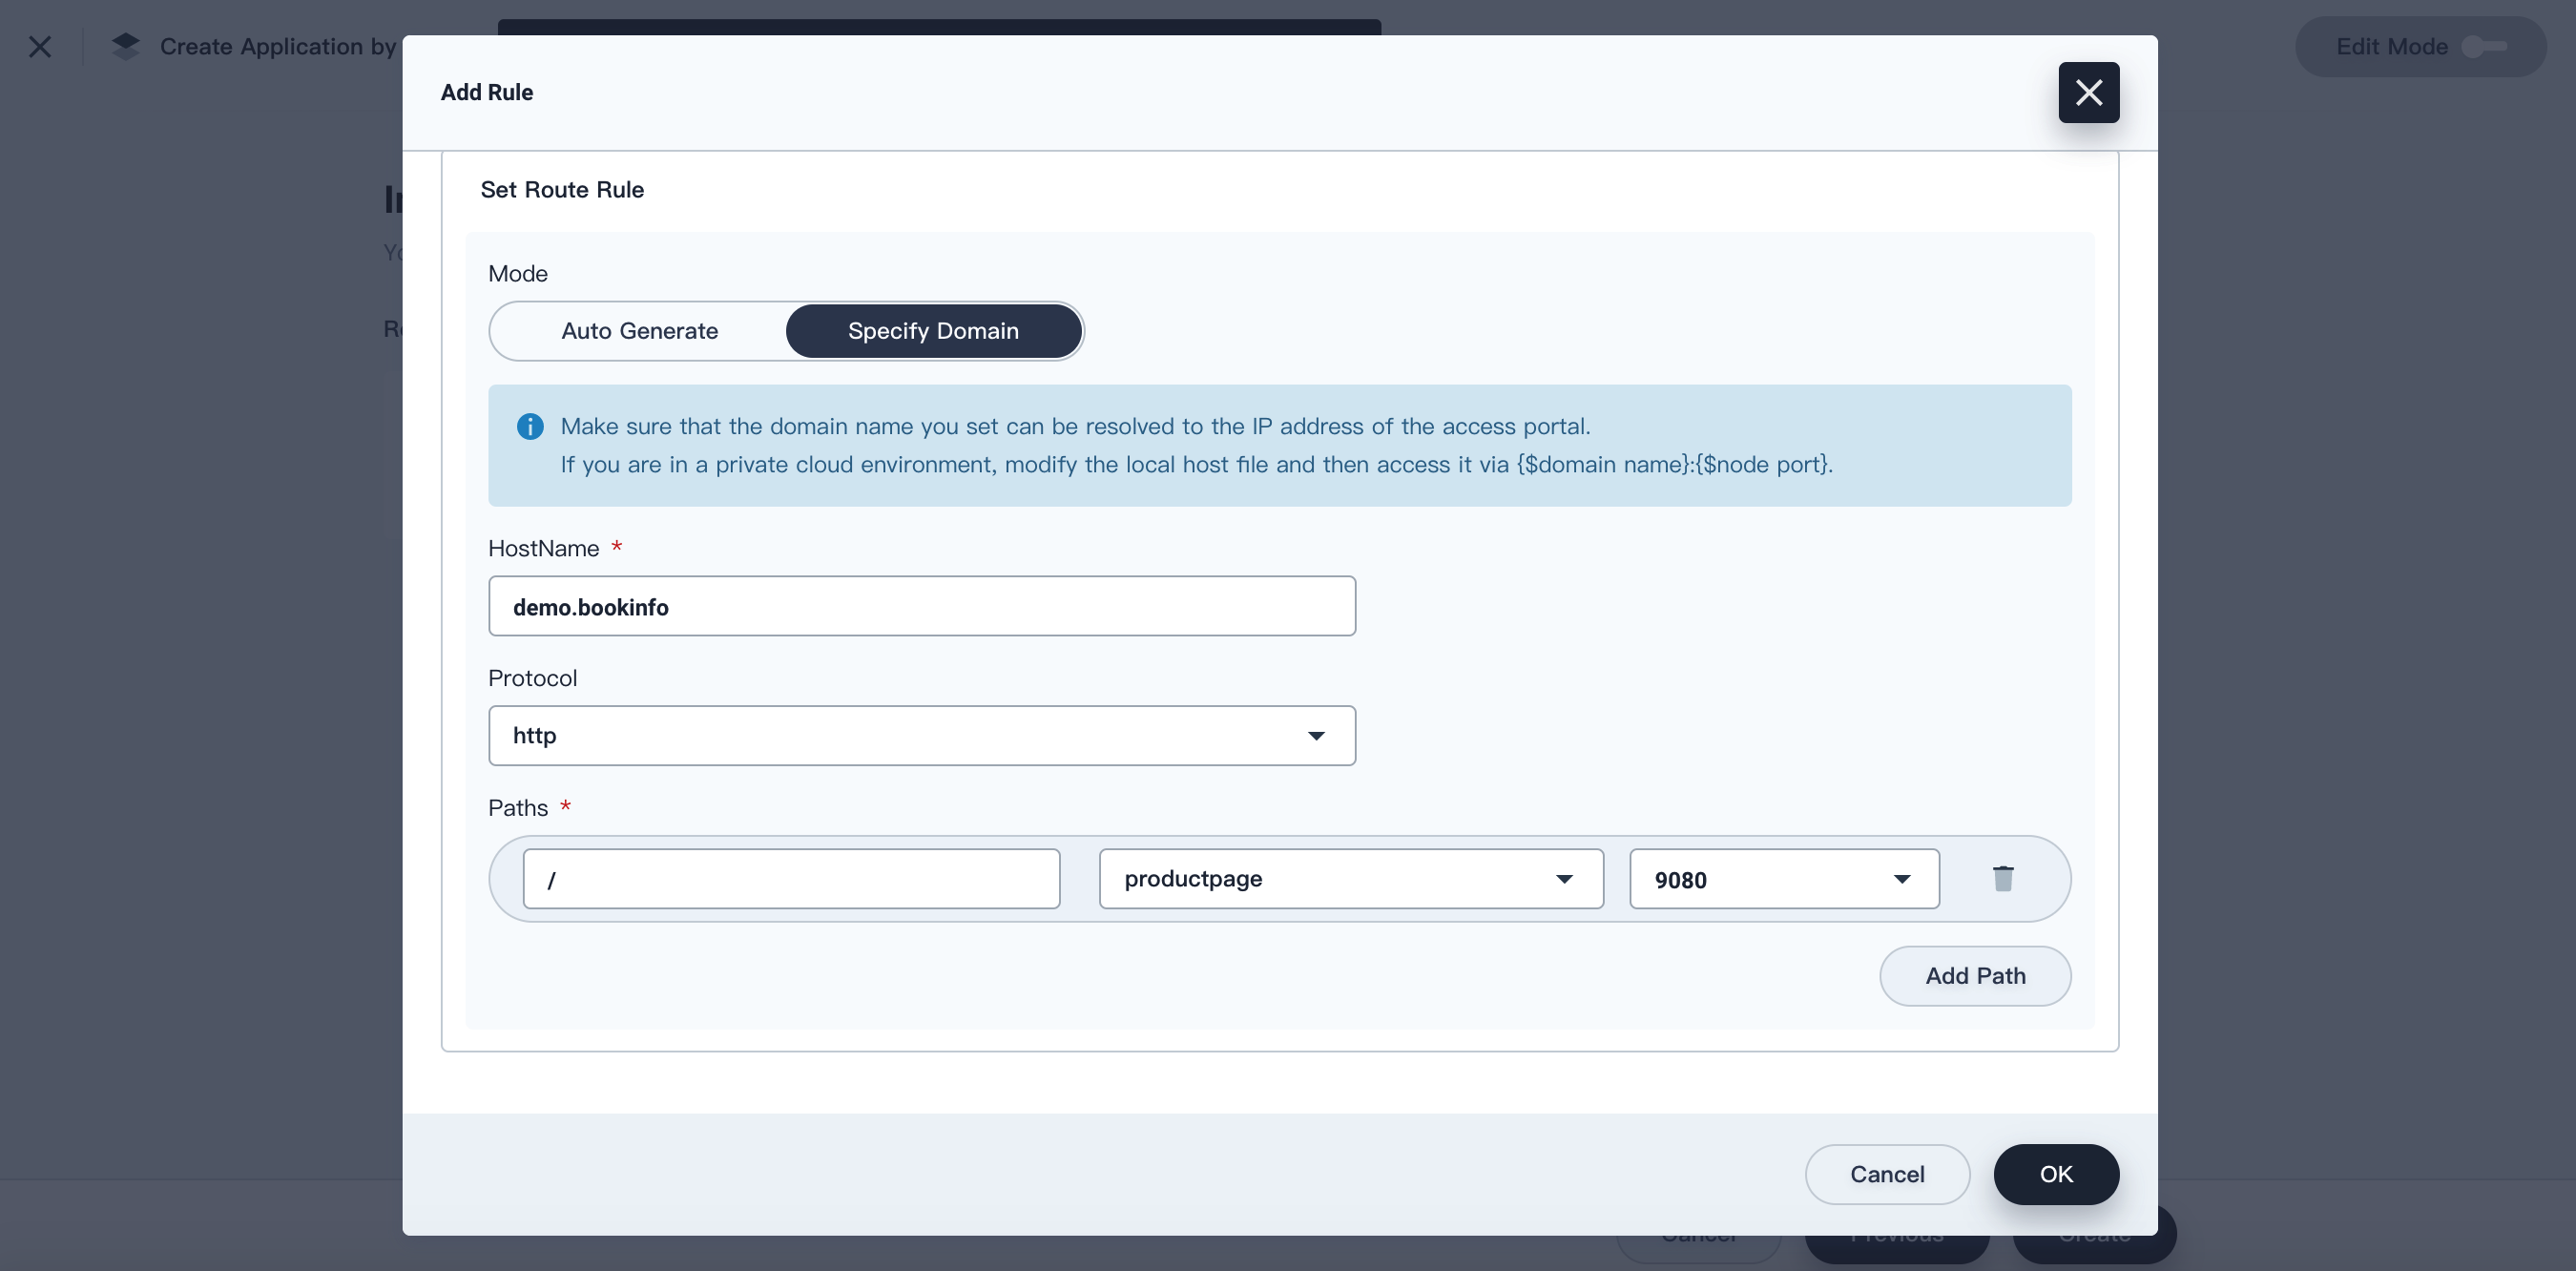 Create Application by
Edit Mode
Add Rule
Set Route Rule
Mode
Auto Generate
Specify Domain
Make sure that the domain name you set can be resolved to the IP address of the access portal.
If you are in a private cloud environment, modify the local host file and then access it via {$domain name}:{$node port}.
HostName *
demo.bookinfo
Protocol
http
Paths *
/
productpage
9080
Add Path
Cancel
OK
Cancel
Previous
Create